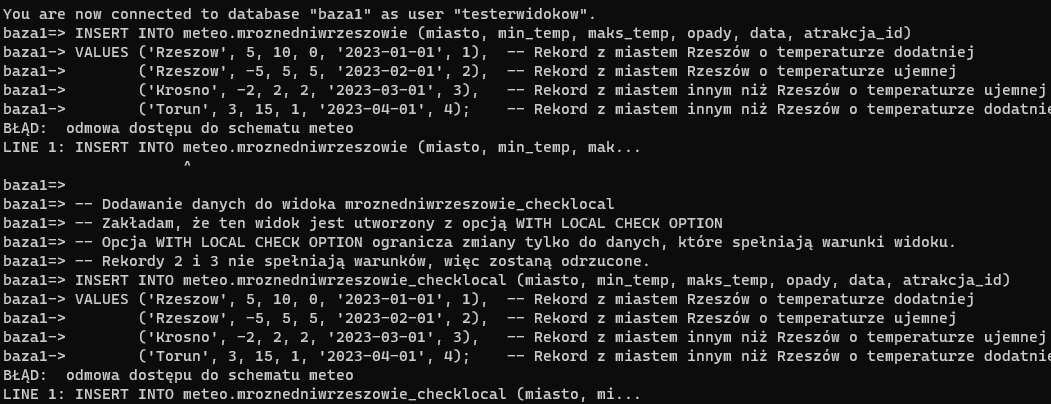 You are now connected to database "baza1" as user "testerwidokow".
baza1=> INSERT INTO meteo.mroznedniwrzeszowie (miasto, min_temp, maks_temp, opady, data, atrakcja_id)
baza1-> VALUES ('Rzeszow', 5, 10, 0, '2023-01-01', 1),  -- Rekord z miastem Rzeszów o temperaturze dodatniej
baza1->        ('Rzeszow', -5, 5, 5, '2023-02-01', 2),  -- Rekord z miastem Rzeszów o temperaturze ujemnej
baza1->        ('Krosno', -2, 2, 2, '2023-03-01', 3),   -- Rekord z miastem innym niż Rzeszów o temperaturze ujemnej
baza1->        ('Torun', 3, 15, 1, '2023-04-01', 4);    -- Rekord z miastem innym niż Rzeszów o temperaturze dodatnie
BŁĄD:  odmowa dostępu do schematu meteo
LINE 1: INSERT INTO meteo.mroznedniwrzeszowie (miasto, min_temp, mak...
                    ^
baza1=>
baza1=> -- Dodawanie danych do widoka mroznedniwrzeszowie_checklocal
baza1=> -- Zakładam, że ten widok jest utworzony z opcją WITH LOCAL CHECK OPTION
baza1=> -- Opcja WITH LOCAL CHECK OPTION ogranicza zmiany tylko do danych, które spełniają warunki widoku.
baza1=> -- Rekordy 2 i 3 nie spełniają warunków, więc zostaną odrzucone.
baza1=> INSERT INTO meteo.mroznedniwrzeszowie_checklocal (miasto, min_temp, maks_temp, opady, data, atrakcja_id)
baza1-> VALUES ('Rzeszow', 5, 10, 0, '2023-01-01', 1),  -- Rekord z miastem Rzeszów o temperaturze dodatniej
baza1->        ('Rzeszow', -5, 5, 5, '2023-02-01', 2),  -- Rekord z miastem Rzeszów o temperaturze ujemnej
baza1->        ('Krosno', -2, 2, 2, '2023-03-01', 3),   -- Rekord z miastem innym niż Rzeszów o temperaturze ujemnej
baza1->        ('Torun', 3, 15, 1, '2023-04-01', 4);    -- Rekord z miastem innym niż Rzeszów o temperaturze dodatnie
BŁĄD:  odmowa dostępu do schematu meteo
LINE 1: INSERT INTO meteo.mroznedniwrzeszowie_checklocal (miasto, mi...